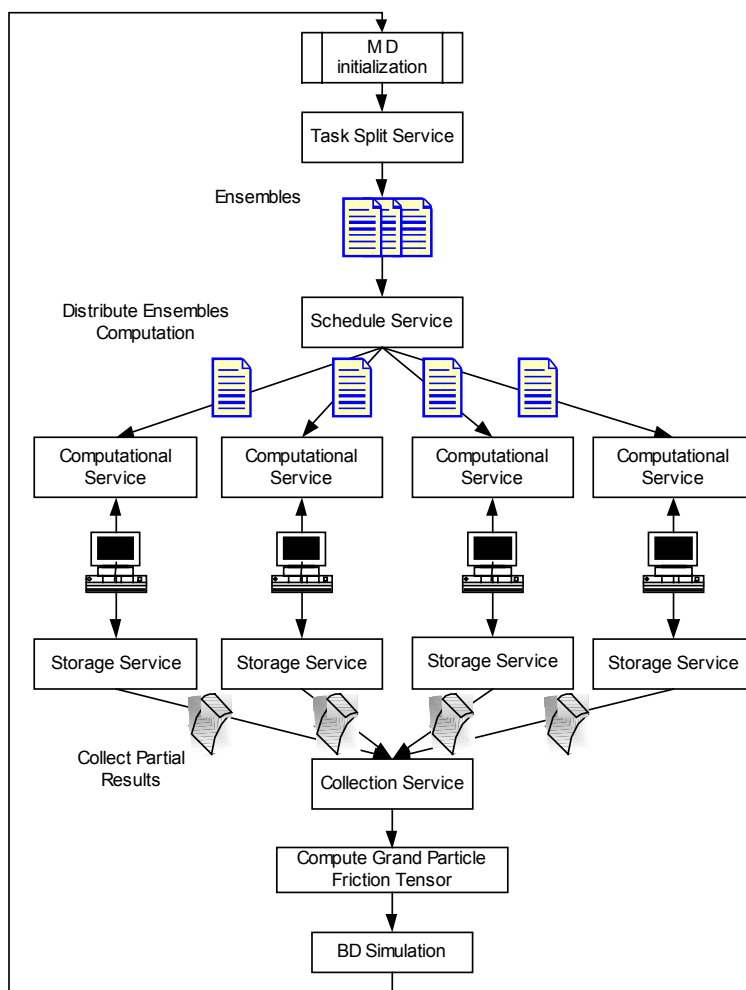 MD
initialization
Task Split Service
Ensembles
Distribute Ensembles
Computation
Schedule Service
Computational
Service
Computational
Service
Computational
Service
Computational
Service
Storage Service
Storage Service
Storage Service
Storage Service
Collect Partial
Results
Collection Service
Compute Grand Particle
Friction Tensor
BD Simulation